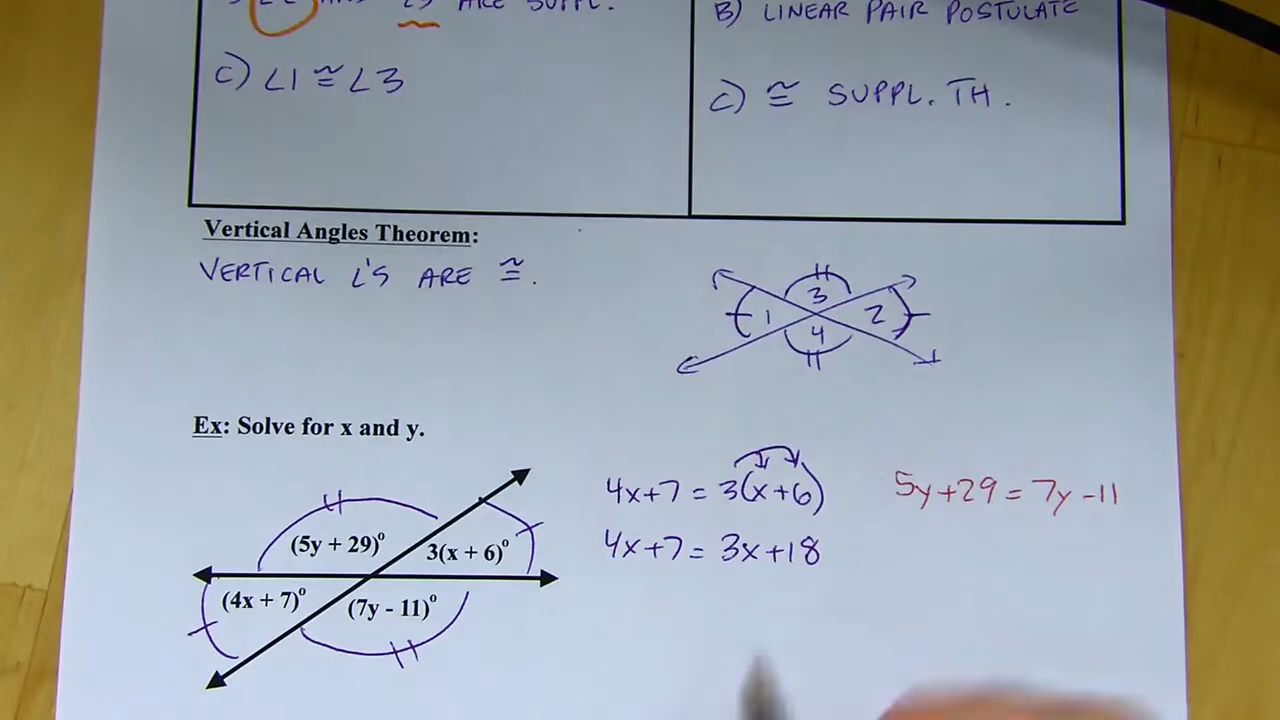 ARE SUPPL.
C) ∠1 ≅ ∠3
B) LINEAR PAIR POSTULATE
C) ≅ SUPPL. TH.
Vertical Angles Theorem:
VERTICAL ∠'S ARE ≅.
3
1 2
4
Ex: Solve for x and y.
4x+7 = 3(x+6)
5y+29 = 7y-11
4x+7 = 3x+18
(5y + 29)°
3(x + 6)°
(4x + 7)°
(7y - 11)°